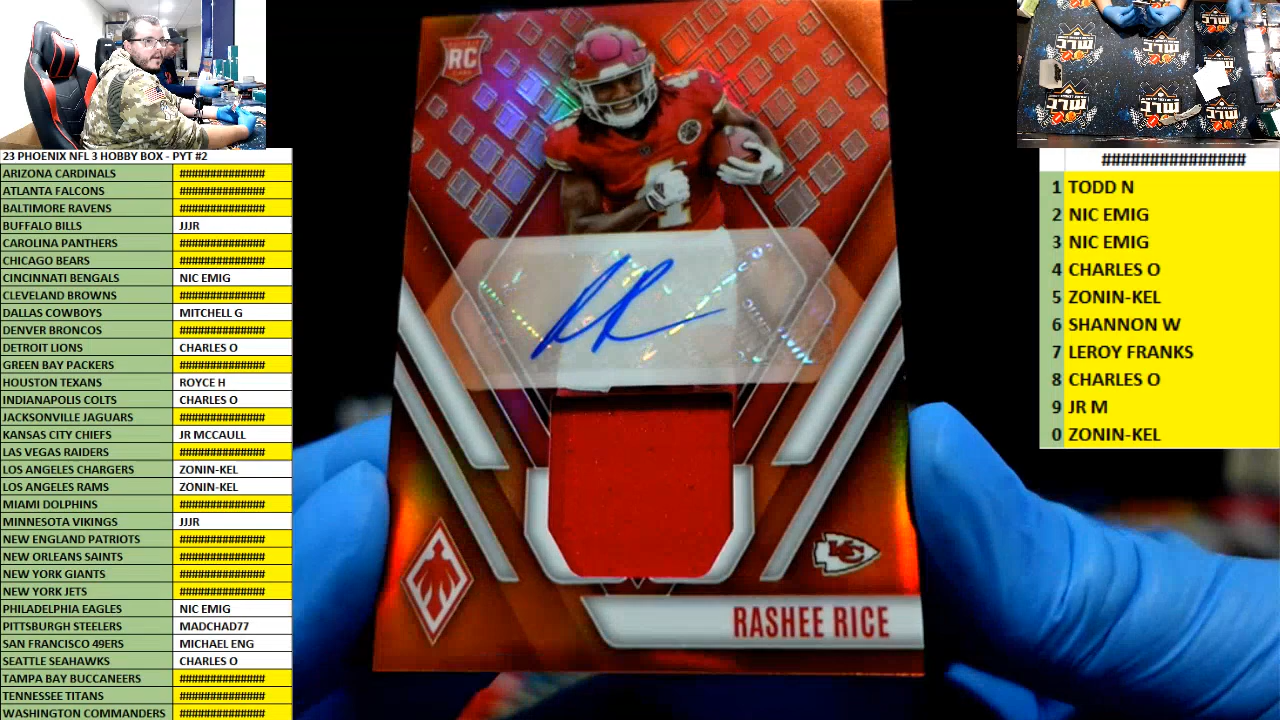 23 PHOENIX NFL 3 HOBBY BOX - PYT #2
ARIZONA CARDINALS ##############
ATLANTA FALCONS ##############
BALTIMORE RAVENS ##############
BUFFALO BILLS JJJR
CAROLINA PANTHERS ##############
CHICAGO BEARS ##############
CINCINNATI BENGALS NIC EMIG
CLEVELAND BROWNS ##############
DALLAS COWBOYS MITCHELL G
DENVER BRONCOS ##############
DETROIT LIONS CHARLES O
GREEN BAY PACKERS ##############
HOUSTON TEXANS ROYCE H
INDIANAPOLIS COLTS CHARLES O
JACKSONVILLE JAGUARS ##############
KANSAS CITY CHIEFS JR MCCAULL
LAS VEGAS RAIDERS ##############
LOS ANGELES CHARGERS ZONIN-KEL
LOS ANGELES RAMS ZONIN-KEL
MIAMI DOLPHINS ##############
MINNESOTA VIKINGS JJJR
NEW ENGLAND PATRIOTS ##############
NEW ORLEANS SAINTS ##############
NEW YORK GIANTS ##############
NEW YORK JETS ##############
PHILADELPHIA EAGLES NIC EMIG
PITTSBURGH STEELERS MADCHAD77
SAN FRANCISCO 49ERS MICHAEL ENG
SEATTLE SEAHAWKS CHARLES O
TAMPA BAY BUCCANEERS ##############
TENNESSEE TITANS ##############
WASHINGTON COMMANDERS ##############
RC
KC
RASHEE RICE
###############
1 TODD N
2 NIC EMIG
3 NIC EMIG
4 CHARLES O
5 ZONIN-KEL
6 SHANNON W
7 LEROY FRANKS
8 CHARLES O
9 JR M
0 ZONIN-KEL